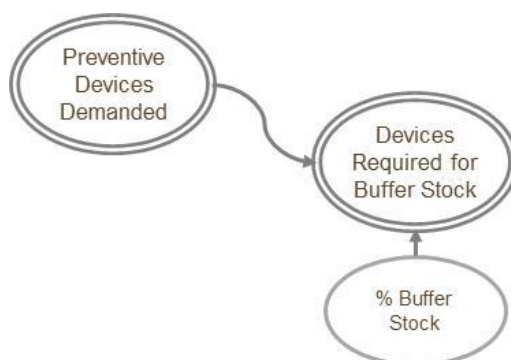 Preventive
Devices
Demanded
Devices
Required for
Buffer Stock
% Buffer
Stock